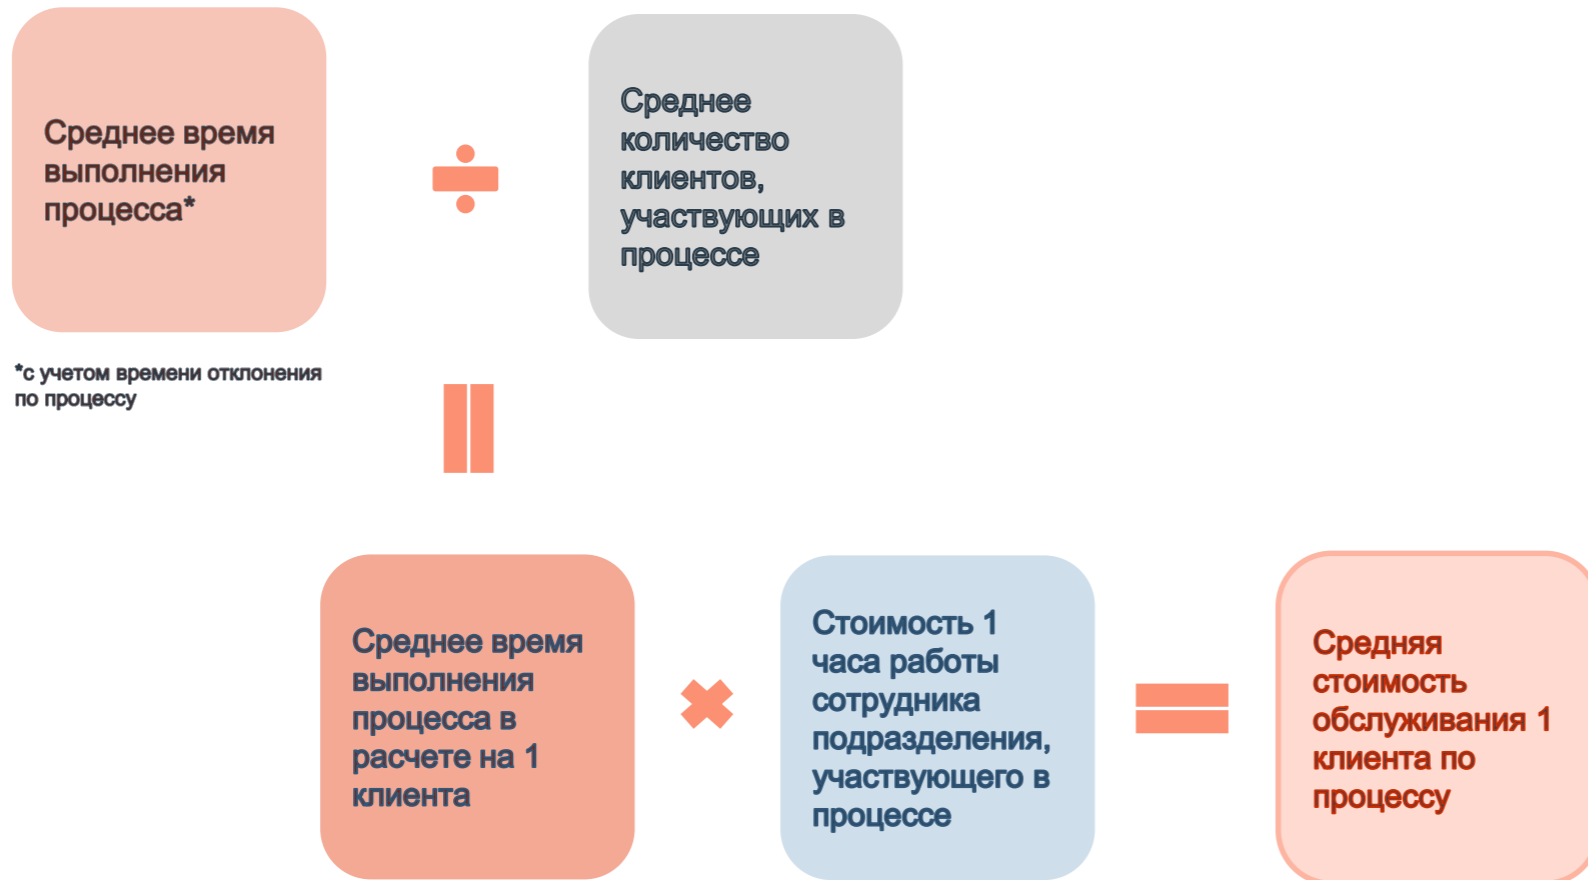 Среднее время
выполнения
процесса*
Среднее
количество
клиентов,
участвующих в
процессе
*с учетом времени отклонения
по процессу
Среднее время
выполнения
процесса в
расчете на 1
клиента
Стоимость 1
часа работы
сотрудника
подразделения,
участвующего в
процессе
Средняя
стоимость
обслуживания 1
клиента по
процессу